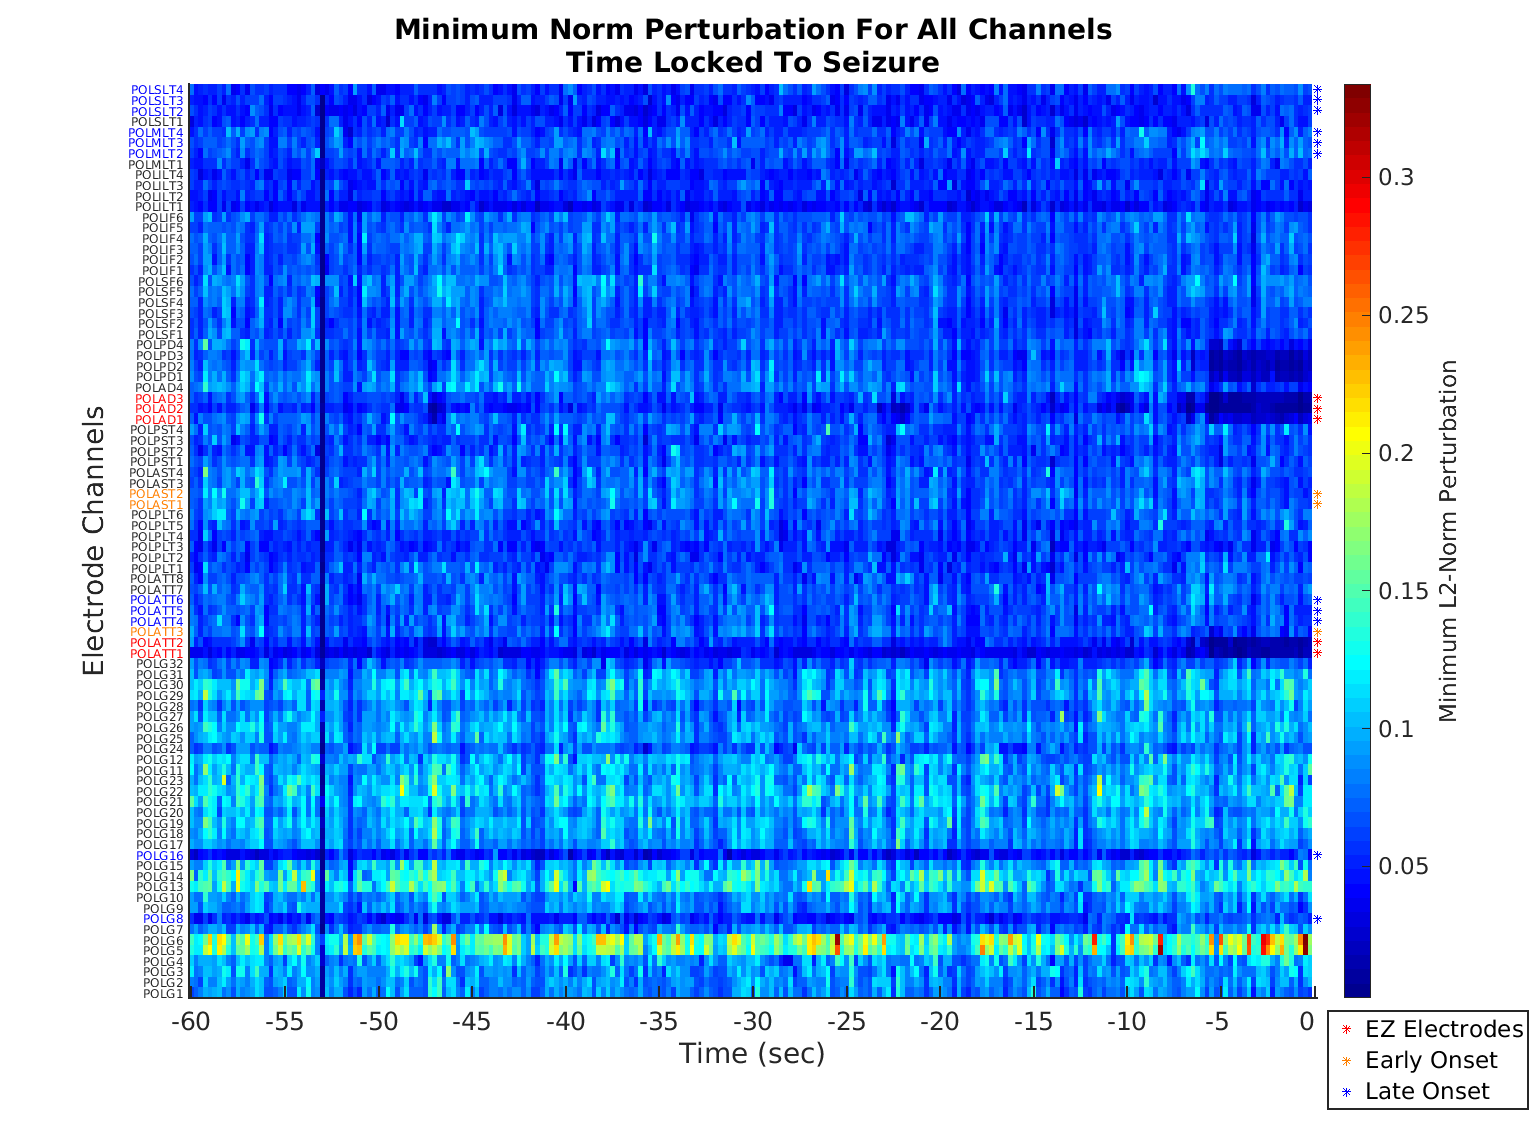 Minimum Norm Perturbation For All Channels
Time Locked To Seizure
Electrode Channels
POLSLT4
POLSLT3
POLSLT2
POLSLT1
POLMLT4
POLMLT3
POLMLT2
POLMLT1
POLILT4
POLILT3
POLILT2
POLILT1
POLIF6
POLIF5
POLIF4
POLIF3
POLIF2
POLIF1
POLSF6
POLSF5
POLSF4
POLSF3
POLSF2
POLSF1
POLPD4
POLPD3
POLPD2
POLPD1
POLAD4
POLAD3
POLAD2
POLAD1
POLPST4
POLPST3
POLPST2
POLPST1
POLAST4
POLAST3
POLAST2
POLAST1
POLPLT6
POLPLT5
POLPLT4
POLPLT3
POLPLT2
POLPLT1
POLATT8
POLATT7
POLATT6
POLATT5
POLATT4
POLATT3
POLATT2
POLATT1
POLG32
POLG31
POLG30
POLG29
POLG28
POLG27
POLG26
POLG25
POLG24
POLG12
POLG11
POLG23
POLG22
POLG21
POLG20
POLG19
POLG18
POLG17
POLG16
POLG15
POLG14
POLG13
POLG10
POLG9
POLG8
POLG7
POLG6
POLG5
POLG4
POLG3
POLG2
POLG1
-60 -55 -50 -45 -40 -35 -30 -25 -20 -15 -10 -5 0
Time (sec)
0.3
0.25
0.2
0.15
0.1
0.05
Minimum L2-Norm Perturbation
EZ Electrodes
Early Onset
Late Onset